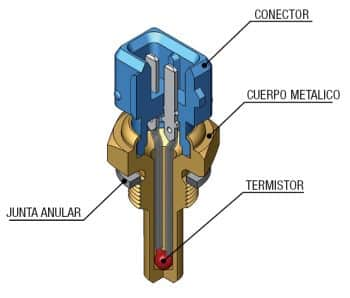 CONECTOR
CUERPO METALICO
TERMISTOR
JUNTA ANULAR